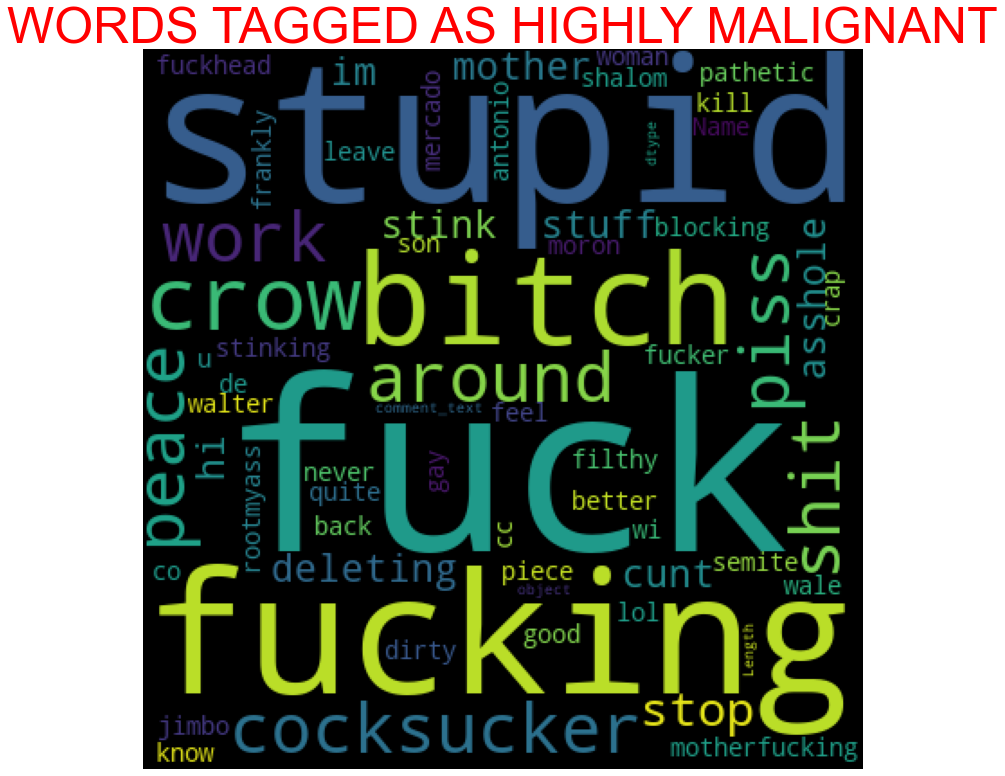 WORDS TAGGED AS HIGHLY MALIGNANT
fuckhead
im
mother
woman
shalom
pathetic
kill
Name
stupid
frankly
leave
mercado
antonio
dtype
work
stink
son
stuff
moron
blocking
crow
bitch
piss
asshole
crap
stinking
u
de
walter
around
fucker
peace
hi
comment_text
feel
fuck
never
quite
back
gay
filthy
better
wi
cc
shit
rootmyass
co
deleting
piece
object
cunt
semite
wale
fucking
dirty
good
lol
Length
jimbo
know
cocksucker
stop
motherfucking